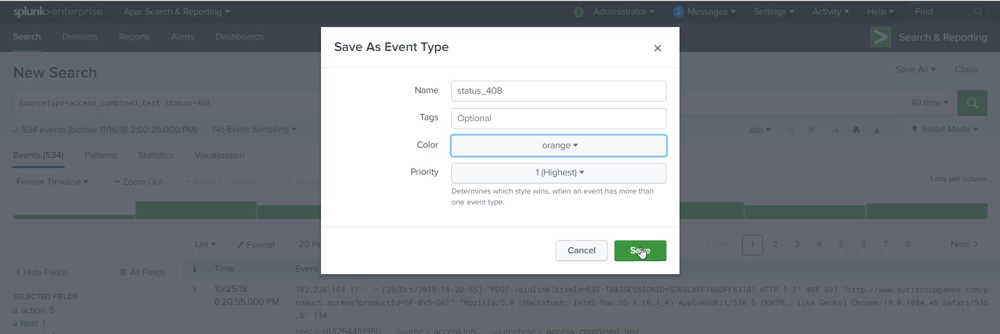 splunk>enterprise App: Search & Reporting i Administrator 2 Messages Settings Activity Help Find
Search Datasets Reports Alerts Dashboards Search & Reporting
Save As Event Type
New Search Save As Close
Name status_408
sourcetype=access_combined_test status=408 All time
Tags Optional
534 events (before 11/16/18 2:02:25.000 PM) No Event Sampling Job Smart Mode
Color orange
Events (534) Patterns Statistics Visualization
Priority 1 (Highest)
Format Timeline — Zoom Out + Zoom to Selection 1 day per column
Determines which style wins, when an event has more than
one event type.
List Format 20 < Prev 1 2 3 4 5 6 7 8 Next >
Cancel Save
< Hide Fields All Fields i Time Event
> 10/25/18 182.236.164.11 - - [25/Oct/2018:18:20:55] "POST /oldlink?itemId=EST-18&JSESSIONID=SD6SL8FF10ADFF53101 HTTP 1.1" 408 893 "http://www.buttercupgames.com/p
SELECTED FIELDS
6:20:55.000 PM roduct.screen?productId=SF-BVS-G01" "Mozilla/5.0 (Macintosh; Intel Mac OS X 10_7_4) AppleWebKit/536.5 (KHTML, like Gecko) Chrome/19.0.1084.46 Safari/536
a action 5
.5" 134
a host 1
host = d132544fd95b source = access.log sourcetype = access_combined_test